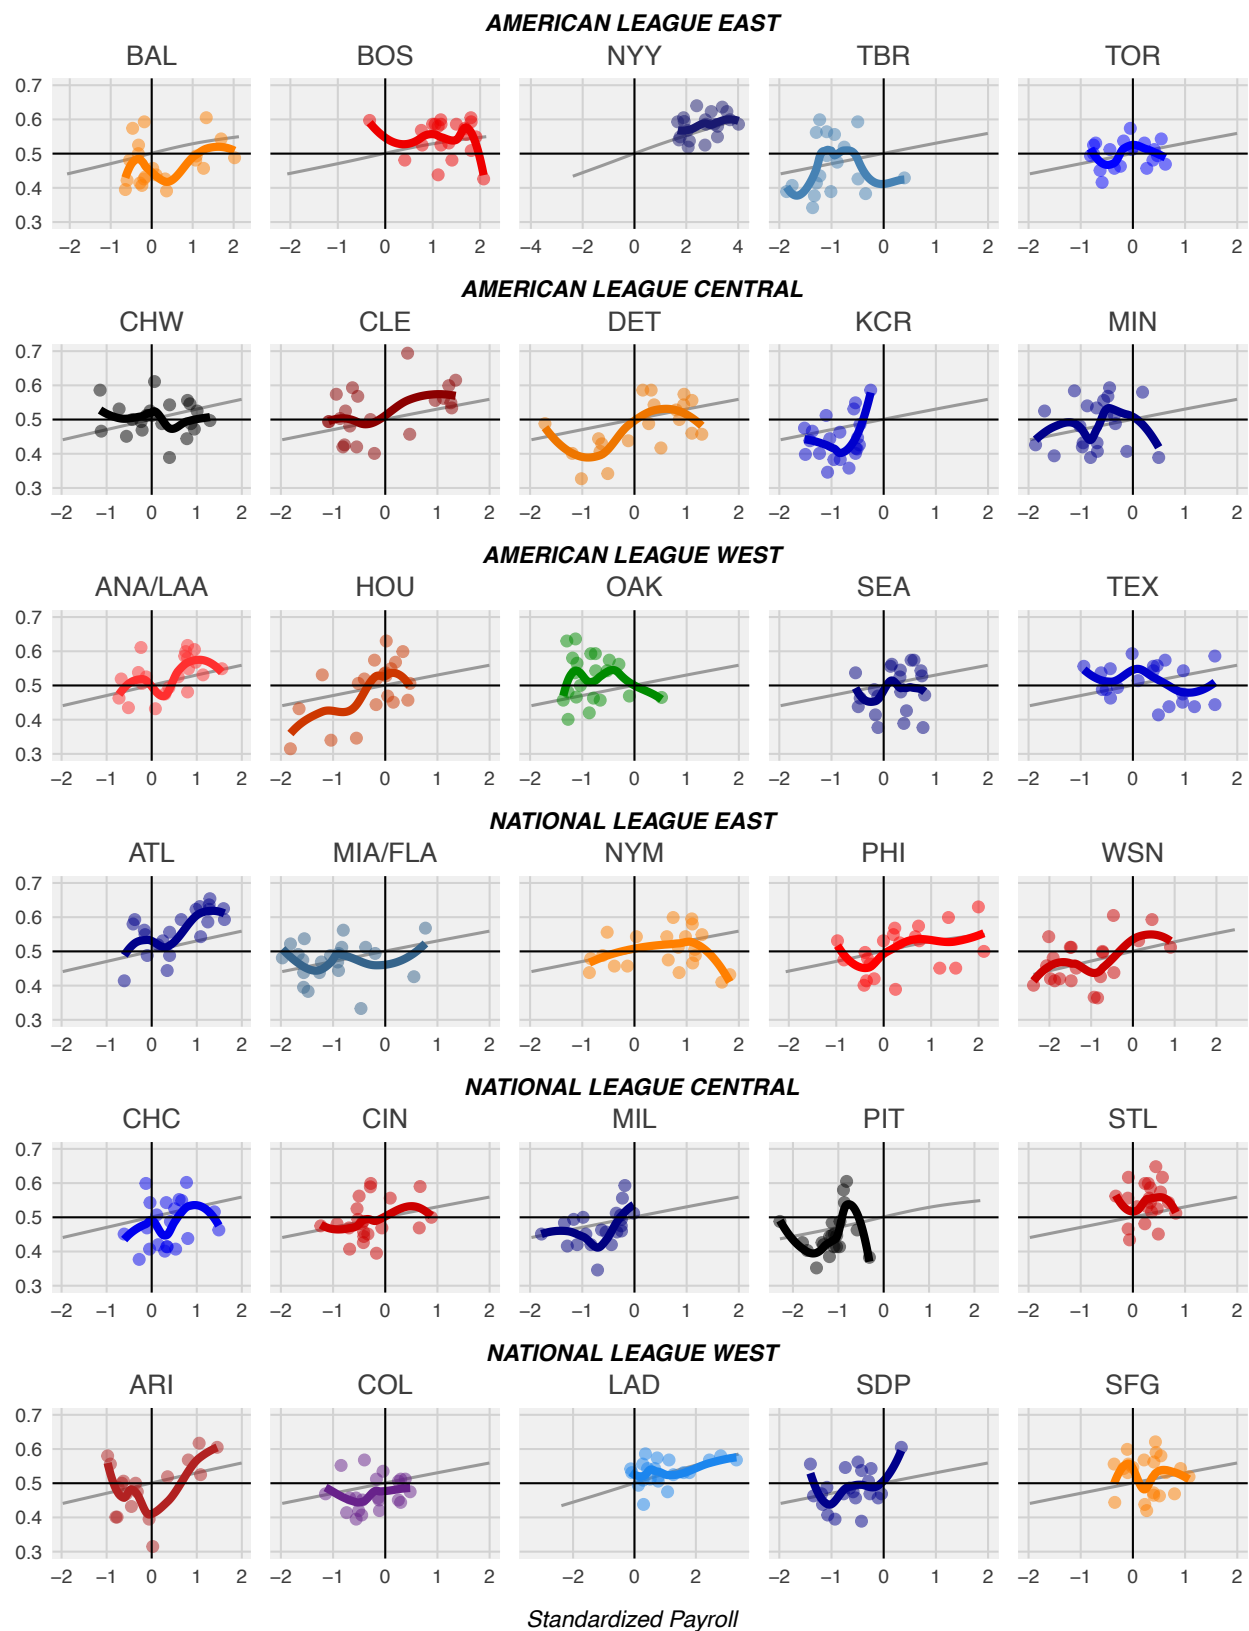 AMERICAN LEAGUE EAST
BAL BOS NYY TBR TOR
0.7
0.6
0.5
0.4
0.3
−2 −1 0 1 2 −2 −1 0 1 2 −4 −2 0 2 4 −2 −1 0 1 2 −2 −1 0 1 2
AMERICAN LEAGUE CENTRAL
CHW CLE DET KCR MIN
0.7
0.6
0.5
0.4
0.3
−2 −1 0 1 2 −2 −1 0 1 2 −2 −1 0 1 2 −2 −1 0 1 2 −2 −1 0 1 2
AMERICAN LEAGUE WEST
ANA/LAA HOU OAK SEA TEX
0.7
0.6
0.5
0.4
0.3
−2 −1 0 1 2 −2 −1 0 1 2 −2 −1 0 1 2 −2 −1 0 1 2 −2 −1 0 1 2
NATIONAL LEAGUE EAST
ATL MIA/FLA NYM PHI WSN
0.7
0.6
0.5
0.4
0.3
−2 −1 0 1 2 −2 −1 0 1 2 −2 −1 0 1 2 −2 −1 0 1 2 −2 −1 0 1 2
NATIONAL LEAGUE CENTRAL
CHC CIN MIL PIT STL
0.7
0.6
0.5
0.4
0.3
−2 −1 0 1 2 −2 −1 0 1 2 −2 −1 0 1 2 −2 −1 0 1 2 −2 −1 0 1 2
NATIONAL LEAGUE WEST
ARI COL LAD SDP SFG
0.7
0.6
0.5
0.4
0.3
−2 −1 0 1 2 −2 −1 0 1 2 −2 0 2 −2 −1 0 1 2 −2 −1 0 1 2
Standardized Payroll